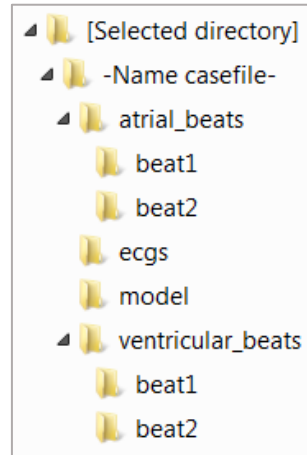 [Selected directory]
-Name casefile-
atrial_beats
beat1
beat2
ecgs
model
ventricular_beats
beat1
beat2